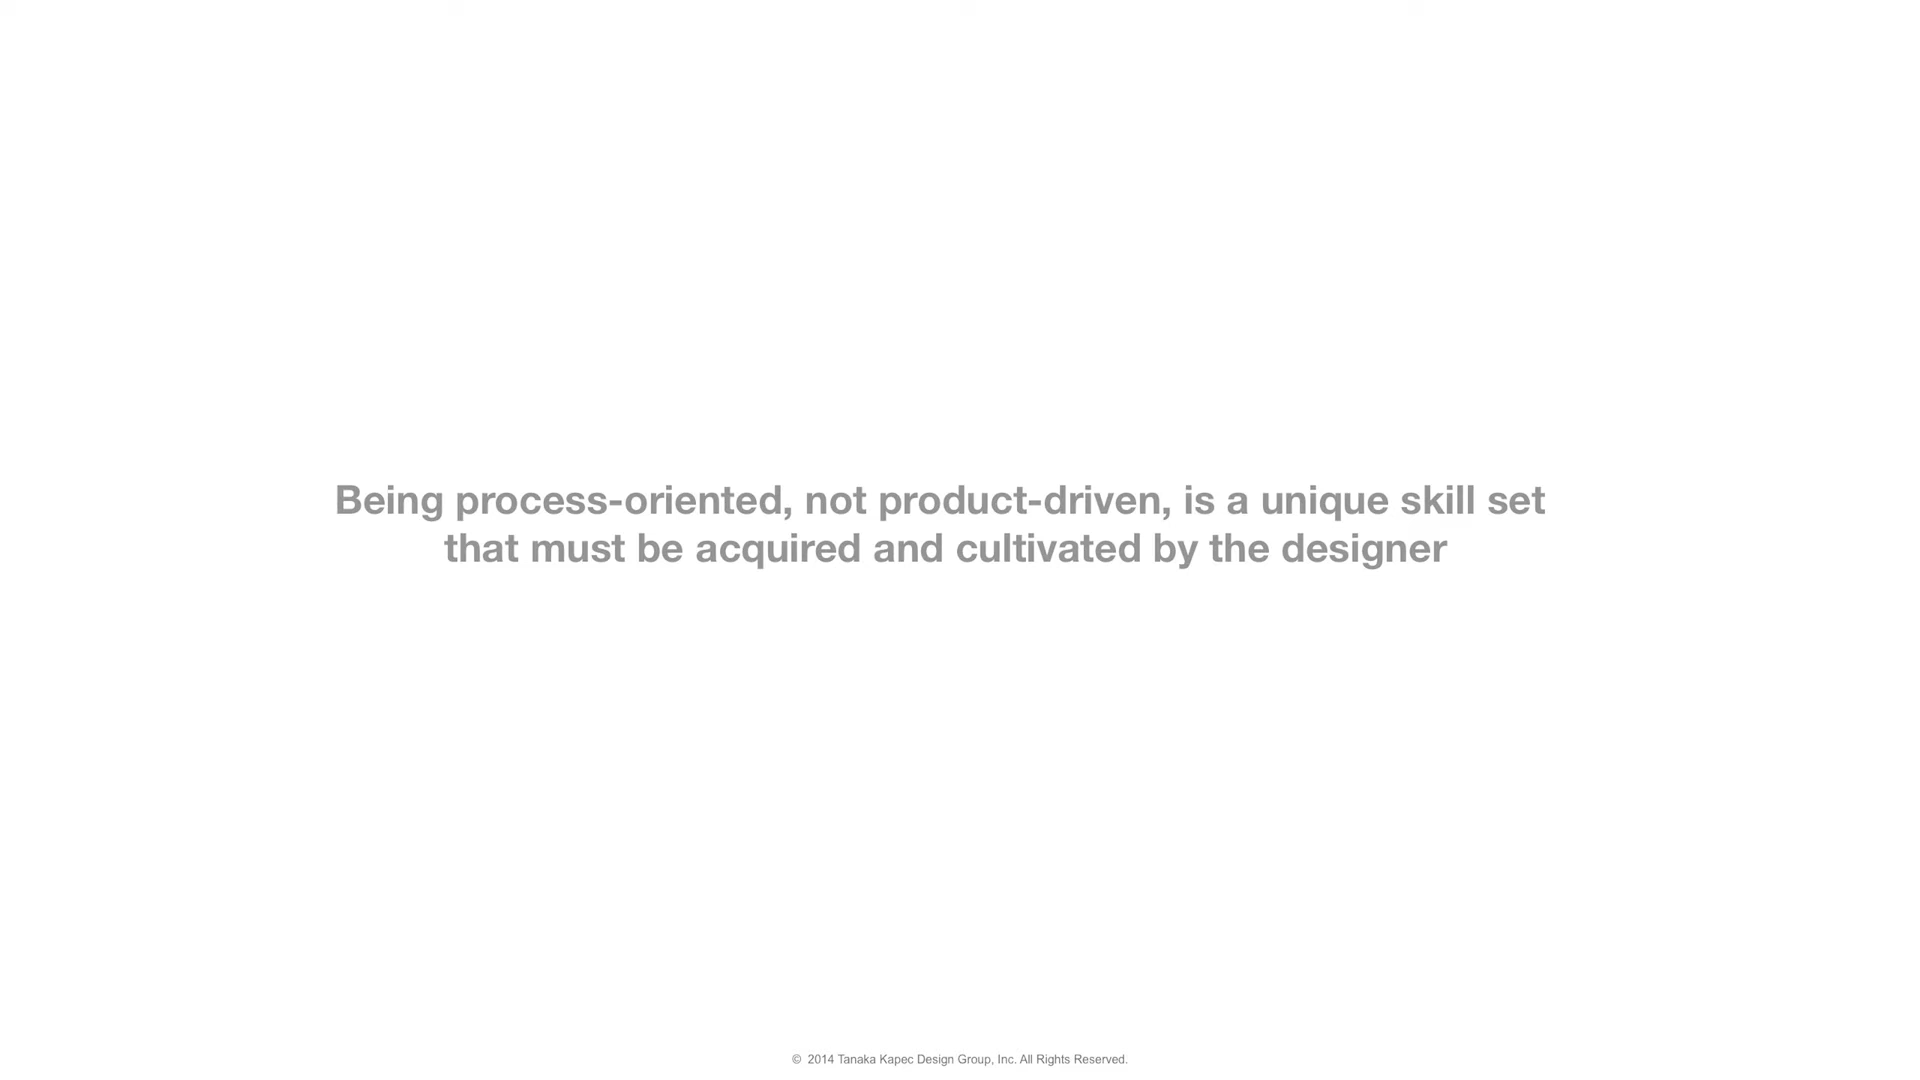 Being process-oriented, not product-driven, is a unique skill set
that must be acquired and cultivated by the designer
© 2014 Tanaka Kapec Design Group, Inc. All Rights Reserved.